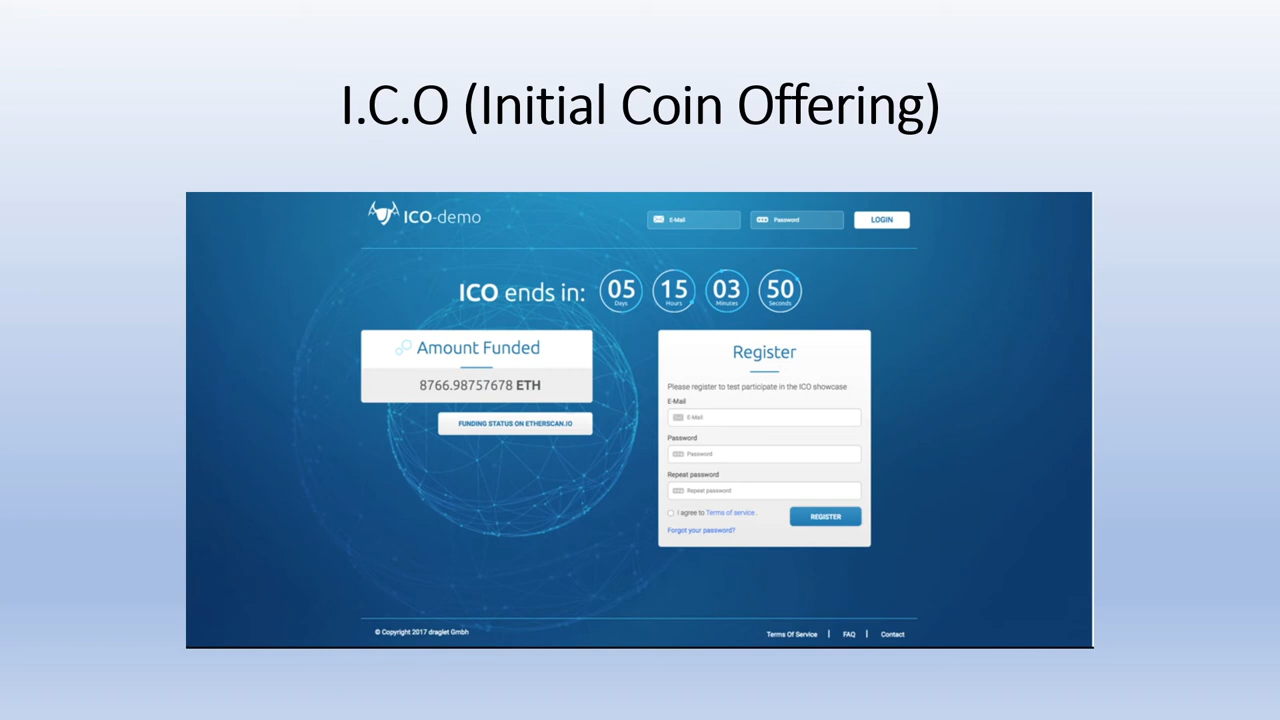 I.C.O (Initial Coin Offering)
ICO-demo
E-Mail
Password
LOGIN
ICO ends in:
05
Days
15
Hours
03
Minutes
50
Seconds
Amount Funded
8766.98757678 ETH
FUNDING STATUS ON ETHERSCAN.IO
Register
Please register to test participate in the ICO showcase
E-Mail
E-Mail
Password
Password
Repeat password
Repeat password
I agree to Terms of service.
REGISTER
Forgot your password?
© Copyright 2017 draglet Gmbh
Terms Of Service | FAQ | Contact